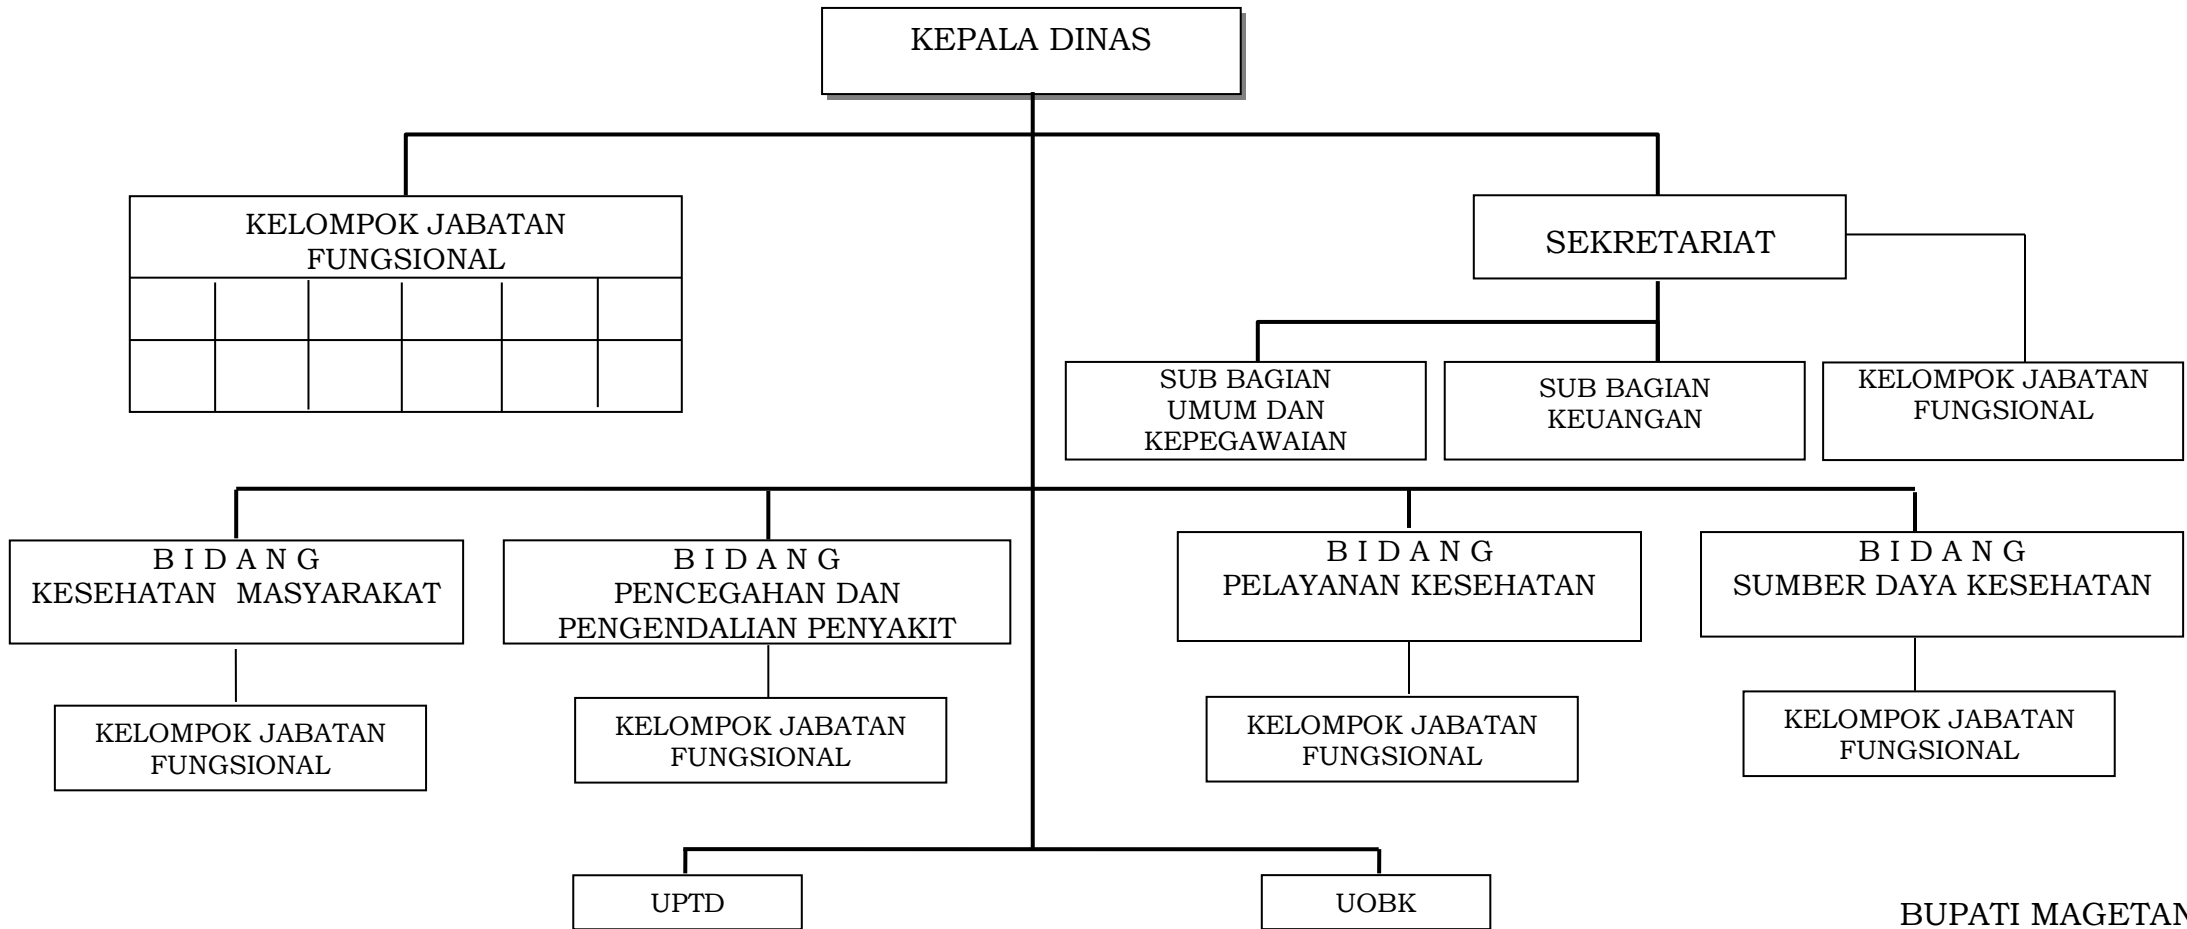 KEPALA DINAS
KELOMPOK JABATAN
FUNGSIONAL
SEKRETARIAT
SUB BAGIAN
UMUM DAN
KEPEGAWAIAN
SUB BAGIAN
KEUANGAN
KELOMPOK JABATAN
FUNGSIONAL
B I D A N G
KESEHATAN MASYARAKAT
B I D A N G
PENCEGAHAN DAN
PENGENDALIAN PENYAKIT
B I D A N G
PELAYANAN KESEHATAN
B I D A N G
SUMBER DAYA KESEHATAN
KELOMPOK JABATAN
FUNGSIONAL
KELOMPOK JABATAN
FUNGSIONAL
KELOMPOK JABATAN
FUNGSIONAL
KELOMPOK JABATAN
FUNGSIONAL
UPTD
UOBK
BUPATI MAGETAN